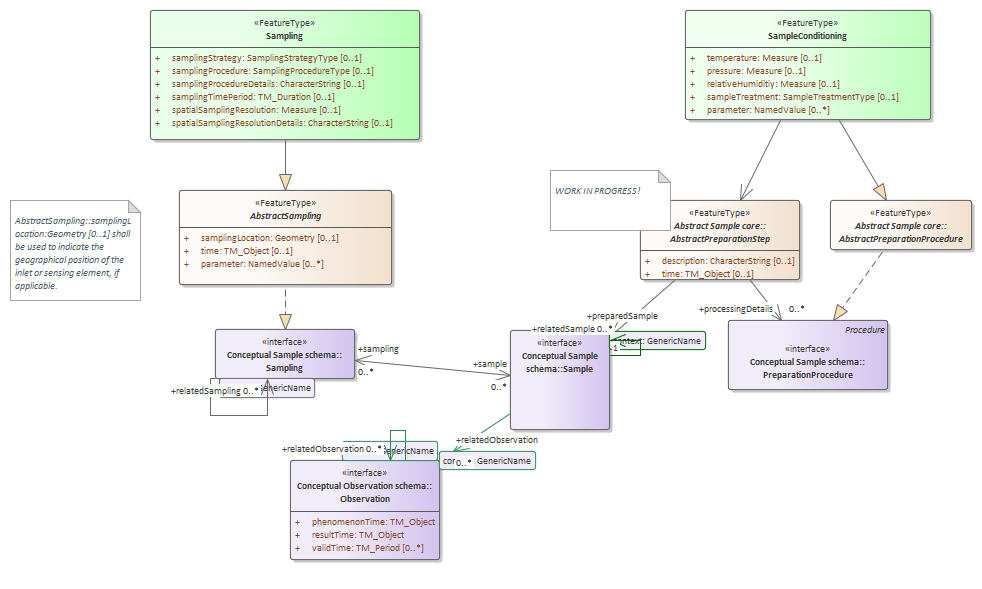 «FeatureType»
Sampling
+ samplingStrategy: SamplingStrategyType [0..1]
+ samplingProcedure: SamplingProcedureType [0..1]
+ samplingProcedureDetails: CharacterString [0..1]
+ samplingTimePeriod: TM_Duration [0..1]
+ spatialSamplingResolution: Measure [0..1]
+ spatialSamplingResolutionDetails: CharacterString [0..1]
«FeatureType»
SampleConditioning
+ temperature: Measure [0..1]
+ pressure: Measure [0..1]
+ relativeHumiditiy: Measure [0..1]
+ sampleTreatment: SampleTreatmentType [0..1]
+ parameter: NamedValue [0..*]
AbstractSampling::samplingL
ocation:Geometry [0..1] shall
be used to indicate the
geographical position of the
inlet or sensing element, if
applicable.
«FeatureType»
AbstractSampling
+ samplingLocation: Geometry [0..1]
+ time: TM_Object [0..1]
+ parameter: NamedValue [0..*]
WORK IN PROGRESS!
«FeatureType»
Abstract Sample core::
AbstractPreparationStep
+ description: CharacterString [0..1]
+ time: TM_Object [0..1]
«FeatureType»
Abstract Sample core::
AbstractPreparationProcedure
+preparedSample
+processingDetails 0..*
«interface»
Conceptual Sample schema::
Sampling
+relatedSampling 0..*
enericName
+sampling
0..*
+sample
0..*
+relatedSample 0..*
«interface»
Conceptual Sample
schema::Sample
ntext: GenericName
1
Procedure
«interface»
Conceptual Sample schema::
PreparationProcedure
+relatedObservation
0..*
cor
GenericName
+relatedObservation 0..*
enericName
«interface»
Conceptual Observation schema::
Observation
+ phenomenonTime: TM_Object
+ resultTime: TM_Object
+ validTime: TM_Period [0..*]